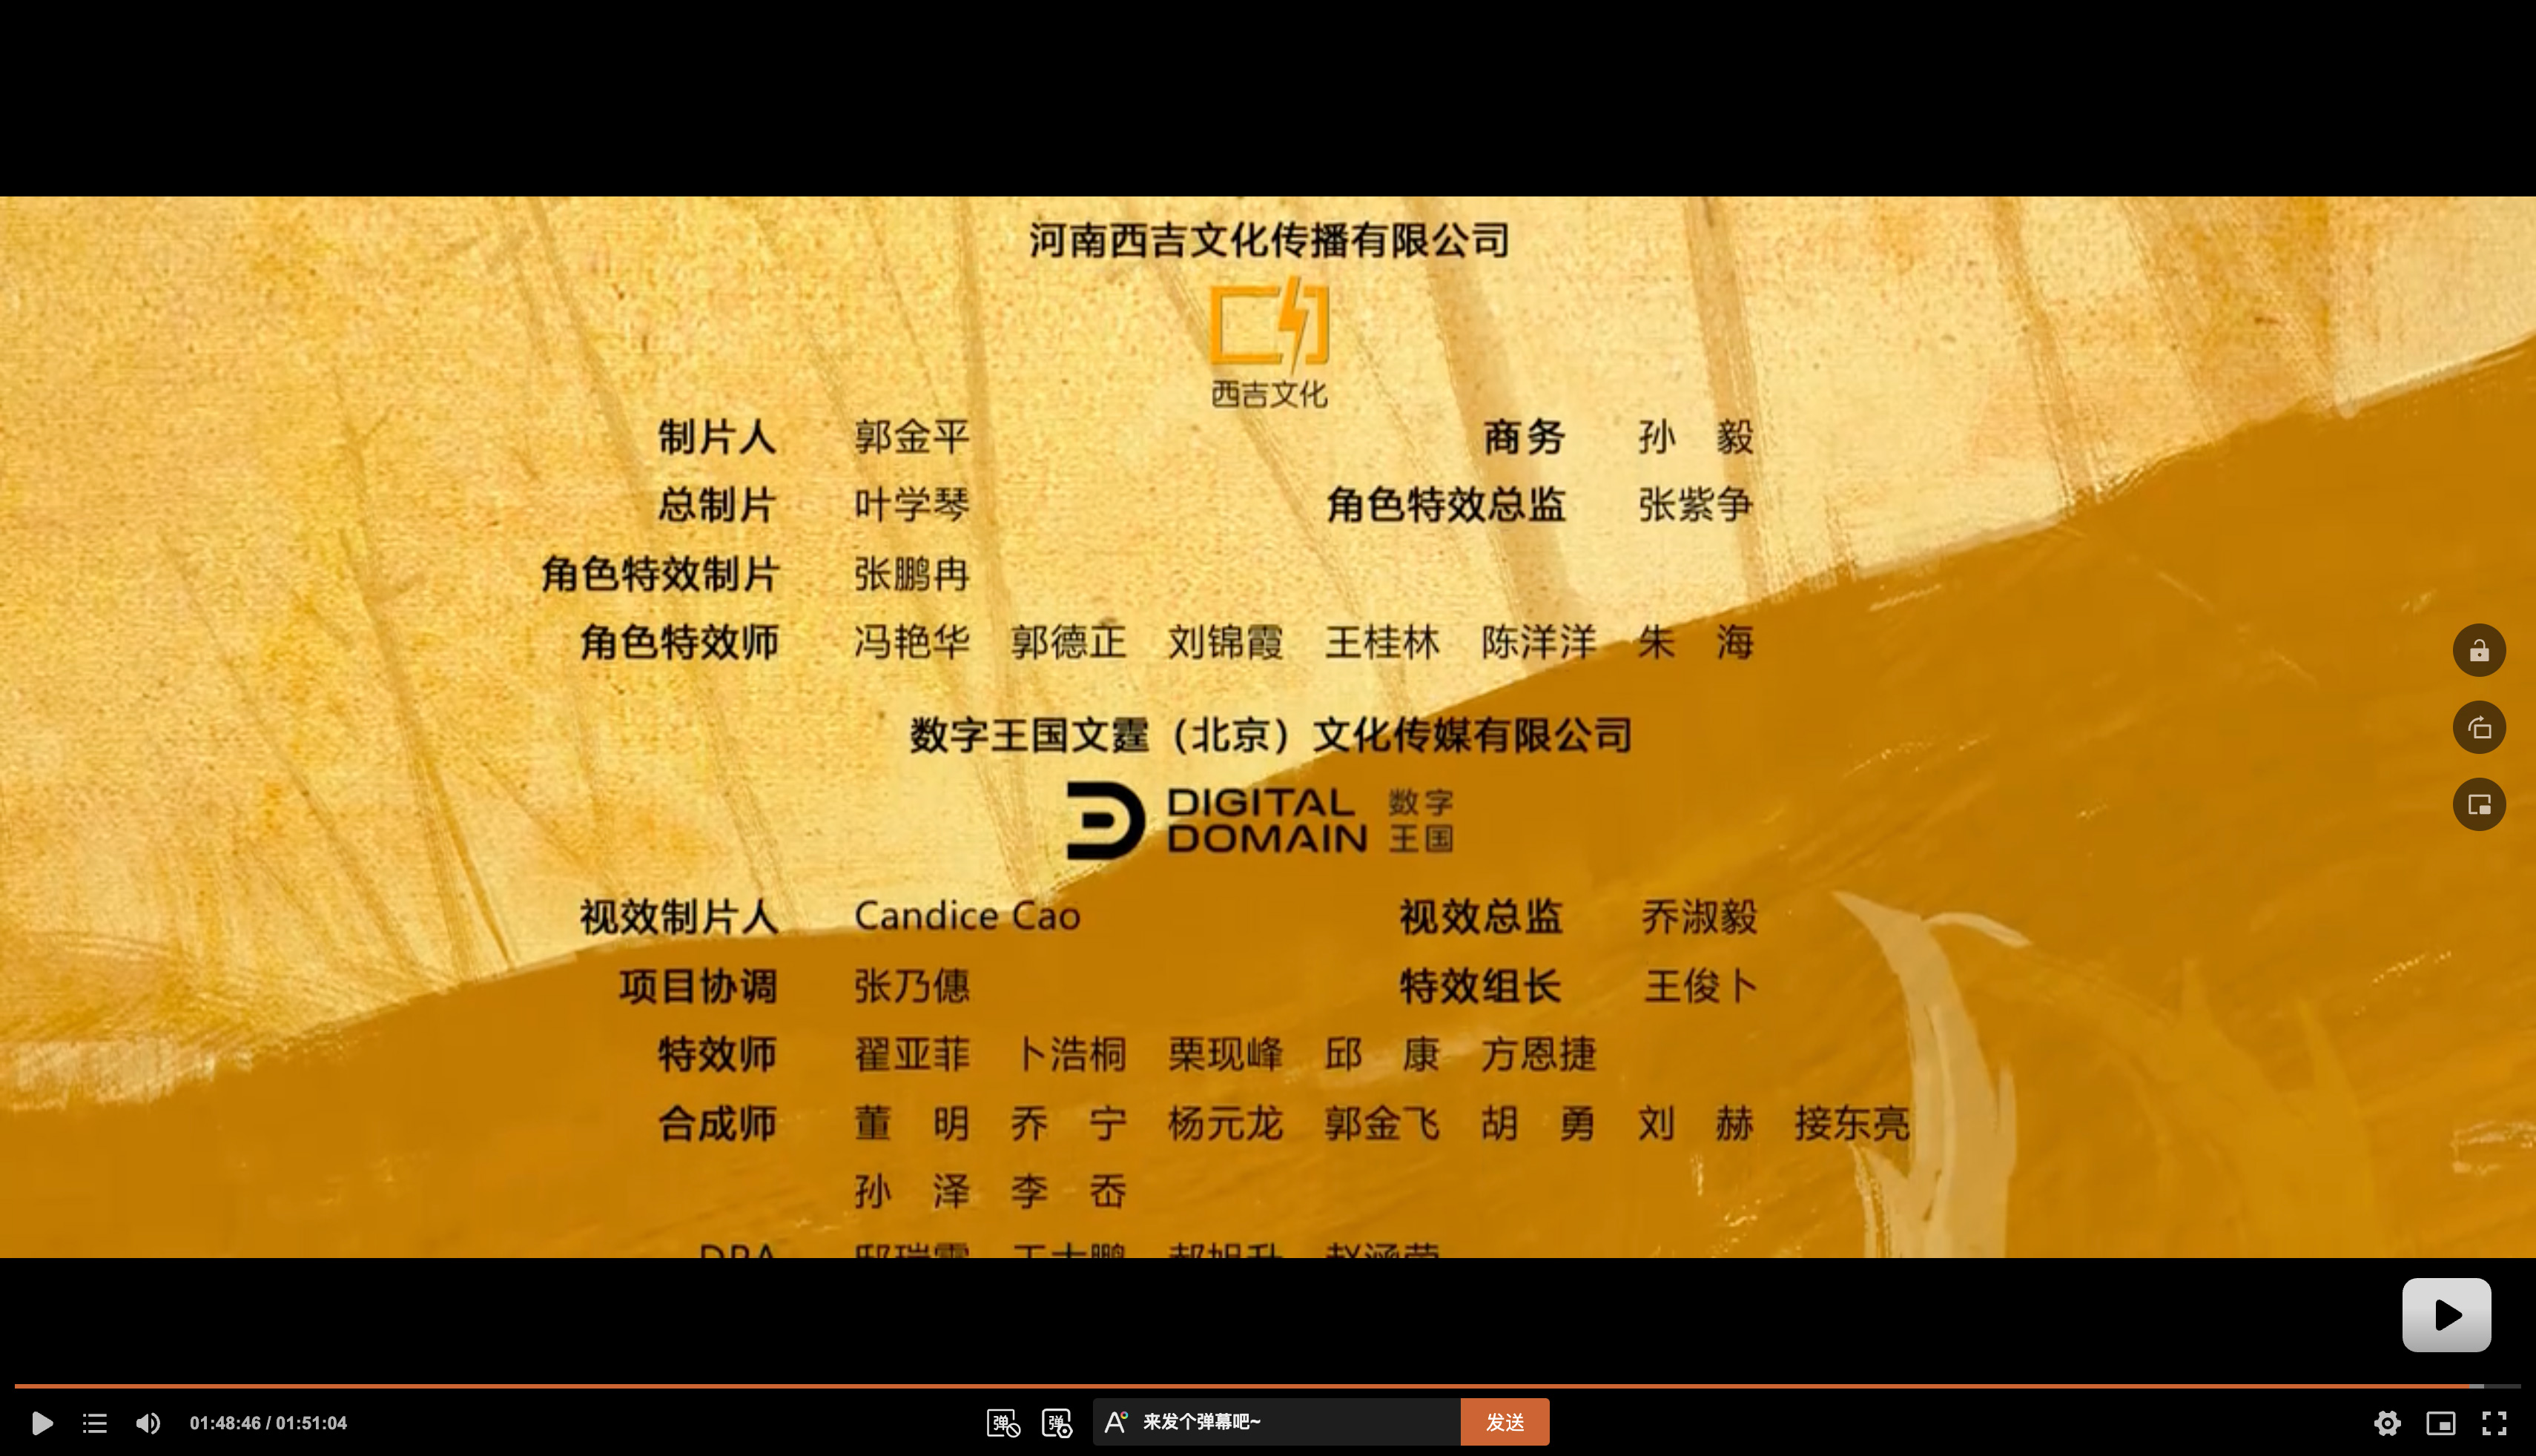 河南西吉文化传播有限公司
西吉文化
制片人 郭金平 商务 孙 毅
总制片 叶学琴 角色特效总监 张紫争
角色特效制片 张鹏冉
角色特效师 冯艳华 郭德正 刘锦霞 王桂林 陈洋洋 朱 海
数字王国文霆（北京）文化传媒有限公司
DIGITAL DOMAIN 数字王国
视效制片人 Candice Cao 视效总监 乔淑毅
项目协调 张乃僡 特效组长 王俊卜
特效师 翟亚菲 卜浩桐 栗现峰 邱 康 方恩捷
合成师 董 明 乔 宁 杨元龙 郭金飞 胡 勇 刘 赫 接东亮
孙 泽 李 岙
01:48:46 / 01:51:04 弹 弹 A 来发个弹幕吧~ 发送